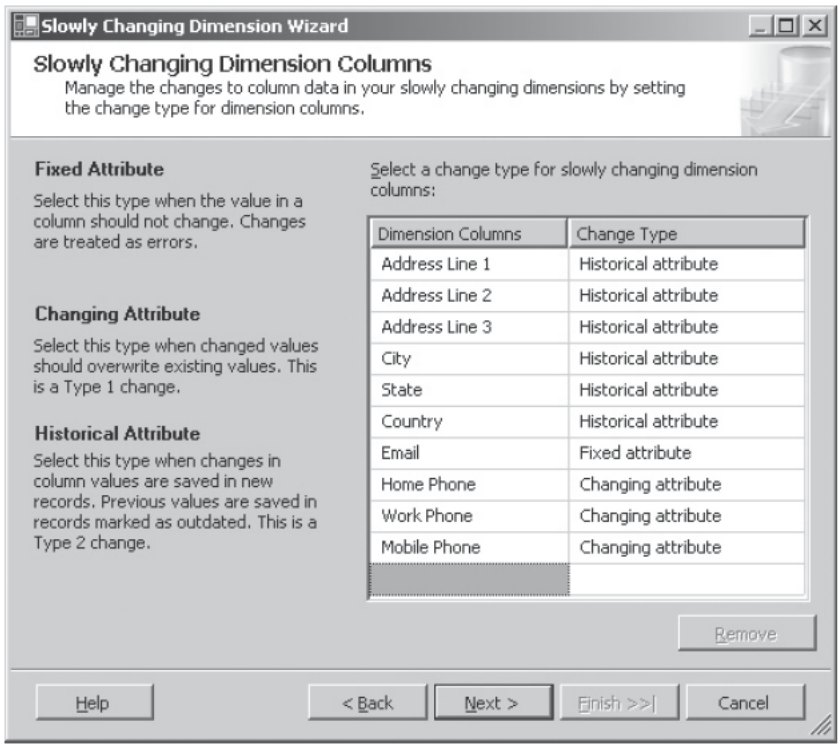 Slowly Changing Dimension Wizard
Slowly Changing Dimension Columns
Manage the changes to column data in your slowly changing dimensions by setting
the change type for dimension columns.
Fixed Attribute
Select this type when the value in a
column should not change. Changes
are treated as errors.
Changing Attribute
Select this type when changed values
should overwrite existing values. This
is a Type 1 change.
Historical Attribute
Select this type when changes in
column values are saved in new
records. Previous values are saved in
records marked as outdated. This is a
Type 2 change.
Select a change type for slowly changing dimension
columns:
Dimension Columns Change Type
Address Line 1 Historical attribute
Address Line 2 Historical attribute
Address Line 3 Historical attribute
City Historical attribute
State Historical attribute
Country Historical attribute
Email Fixed attribute
Home Phone Changing attribute
Work Phone Changing attribute
Mobile Phone Changing attribute
Remove
Help < Back Next > Finish >>| Cancel